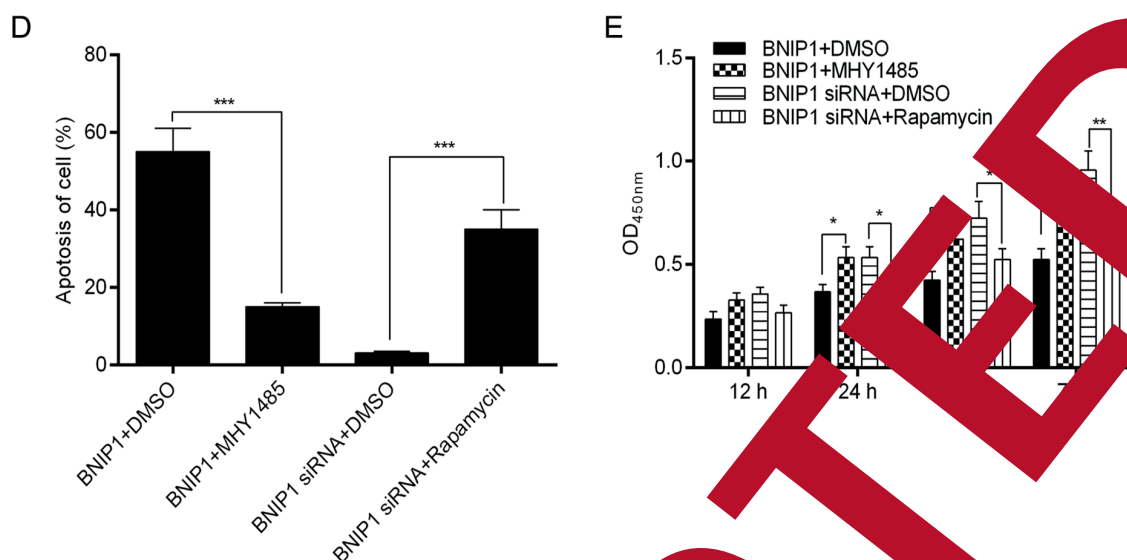 D
80
60
40
20
0
Apotosis of cell (%)
***
***
BNIP1+DMSO
BNIP1+MHY1485
BNIP1 siRNA+DMSO
BNIP1 siRNA+Rapamycin
E
BNIP1+DMSO
BNIP1+MHY1485
BNIP1 siRNA+DMSO
BNIP1 siRNA+Rapamycin
1.5
1.0
0.5
0.0
OD450nm
*
*
*
**
12 h
24 h
TED